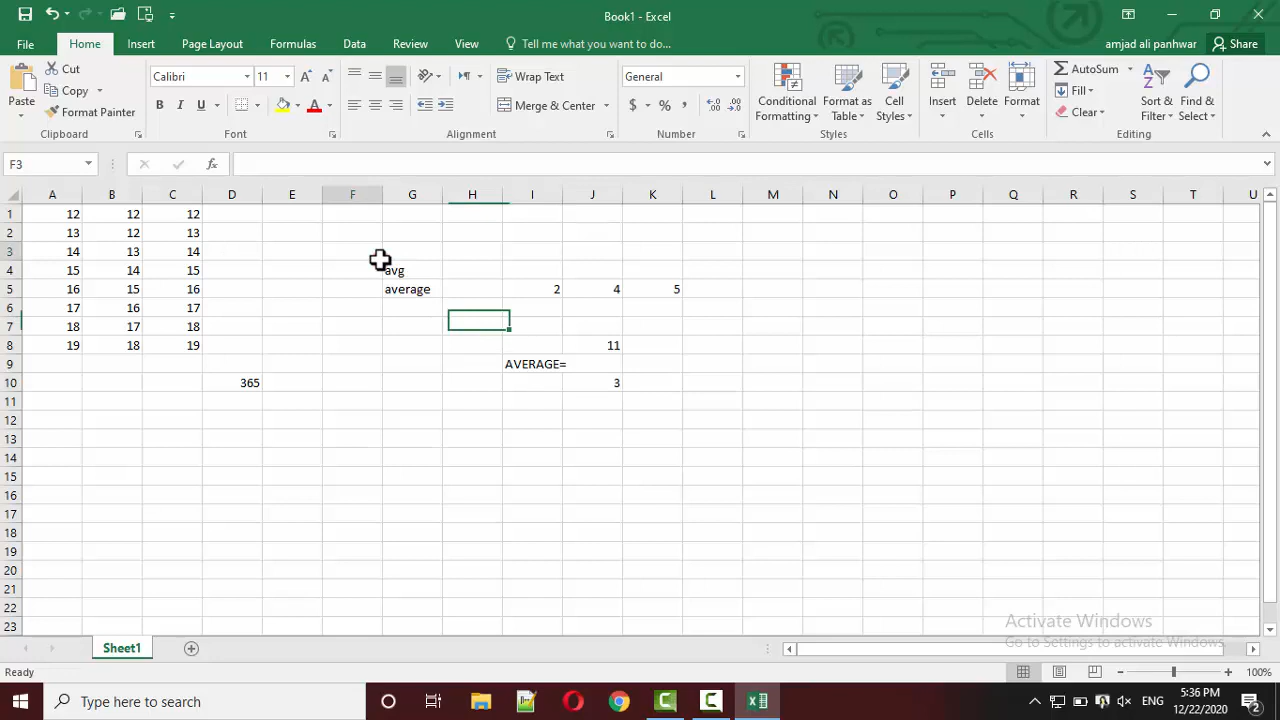 Book1 - Excel
File Home Insert Page Layout Formulas Data Review View Tell me what you want to do... amjad ali panhwar Share
Paste Cut Copy Format Painter Clipboard
Calibri 11 A A B I U A Font
Wrap Text Merge & Center Alignment
General $ % , Number
Conditional Formatting Format as Table Cell Styles Styles
Insert Delete Format Cells
AutoSum Fill Clear Sort & Filter Find & Select Editing
F3 fx
A B C D E F G H I J K L M N O P Q R S T U
1 12 12 12
2 13 12 13
3 14 13 14
4 15 14 15 avg
5 16 15 16 average 2 4 5
6 17 16 17
7 18 17 18
8 19 18 19 11
9 AVERAGE=
10 365 3
11
12
13
14
15
16
17
18
19
20
21
22
23
Activate Windows
Go to Settings to activate Windows.
Sheet1
Ready 100%
Type here to search ENG 5:36 PM
12/22/2020 2